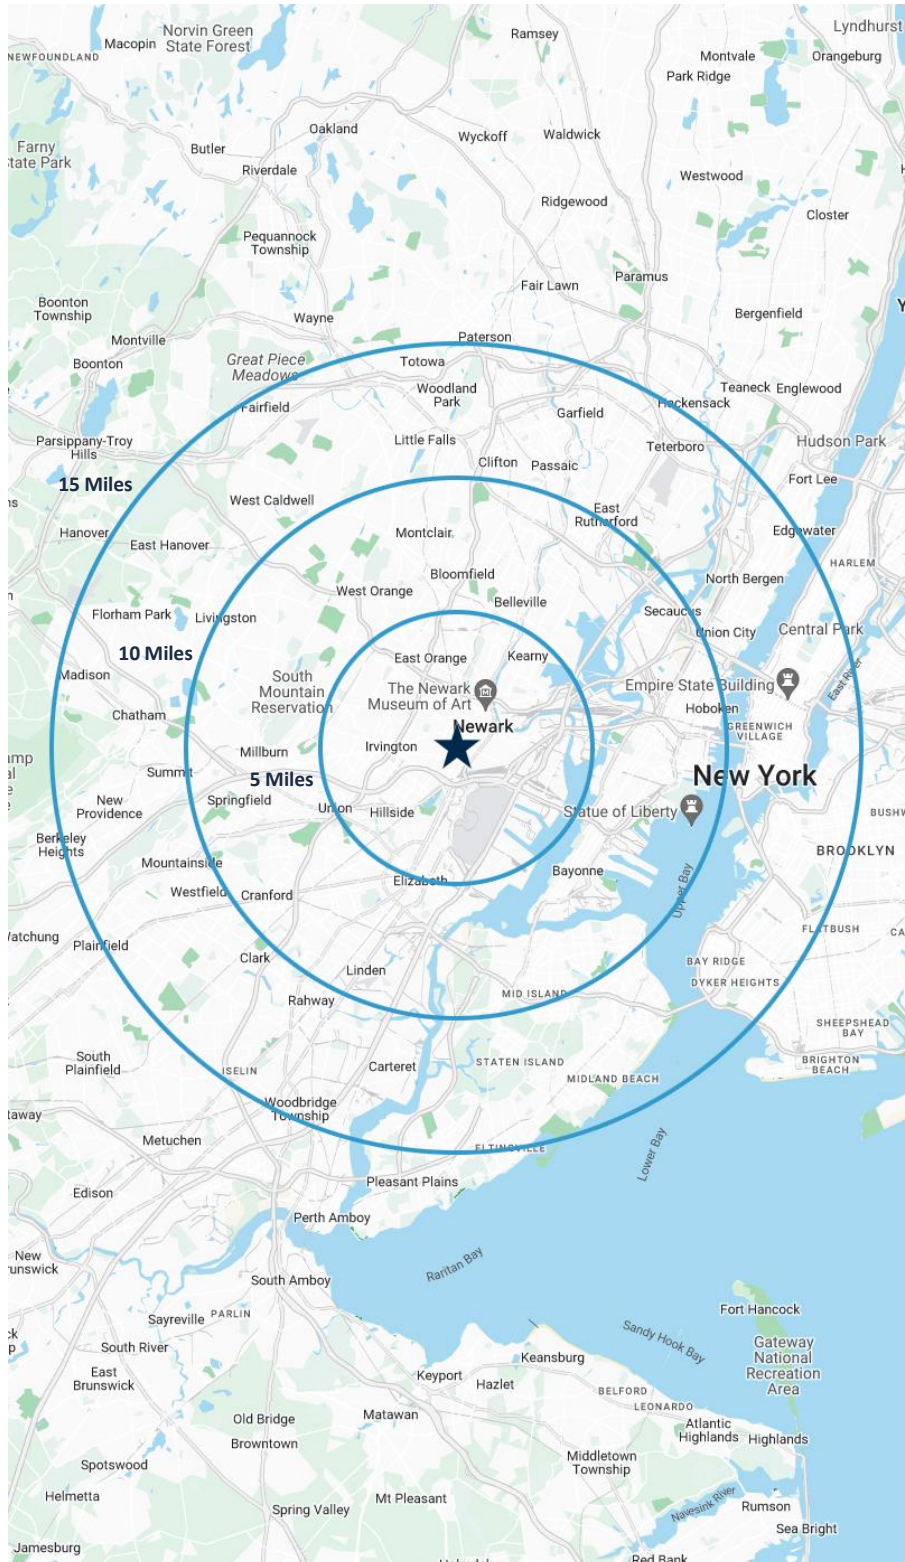 Lyndhurst
Norvin Green
State Forest
Ramsey
Macopin
NEWFOUNDLAND
Montvale
Orangeburg
Park Ridge
Oakland
Wyckoff
Waldwick
Farny
State Park
Butler
Riverdale
Westwood
Ridgewood
Closter
Pequannock
Township
Paramus
Fair Lawn
Boonton
Township
Wayne
Bergenfield
Montville
Paterson
Boonton
Great Piece
Meadows
Totowa
Woodland
Park
Teaneck
Englewood
Hackensack
Fairfield
Garfield
Parsippany-Troy
Hills
Little Falls
Teterboro
Hudson Park
Clifton
Passaic
15 Miles
Fort Lee
West Caldwell
East
Rutherford
Hanover
Montclair
Edgewater
East Hanover
HARLEM
Bloomfield
North Bergen
West Orange
Belleville
Florham Park
Livingston
Secaucus
Union City
Central Park
10 Miles
East Orange
Kearny
Madison
South
Mountain
Reservation
The Newark
Museum of Art
Empire State Building
East River
Chatham
Newark
Hoboken
GREENWICH
VILLAGE
Millburn
Irvington
Summit
5 Miles
New York
New
Providence
Springfield
Union
Hillside
Statue of Liberty
BUSHW
Berkeley
Heights
BROOKLYN
Mountainside
Elizabeth
Bayonne
Westfield
Cranford
Upper Bay
Watchung
Plainfield
FLATBUSH
CA
Clark
Linden
BAY RIDGE
DYKER HEIGHTS
Rahway
MID ISLAND
SHEEPSHEAD
BAY
South
Plainfield
ISELIN
Carteret
STATEN ISLAND
BRIGHTON
BEACH
MIDLAND BEACH
Woodbridge
Township
taway
Metuchen
ELTINGVILLE
Lower Bay
Edison
Pleasant Plains
Perth Amboy
New
runswick
South Amboy
Raritan Bay
Sayreville
PARLIN
Fort Hancock
South River
Sandy Hook Bay
Gateway
National
Recreation
Area
East
Brunswick
Keansburg
Keyport
Hazlet
BELFORD
LEONARDO
Old Bridge
Matawan
Atlantic
Highlands
Highlands
Browntown
Middletown
Township
Spotswood
Helmetta
Mt Pleasant
Spring Valley
Navesink River
Rumson
Sea Bright
Jamesburg
Red Bank